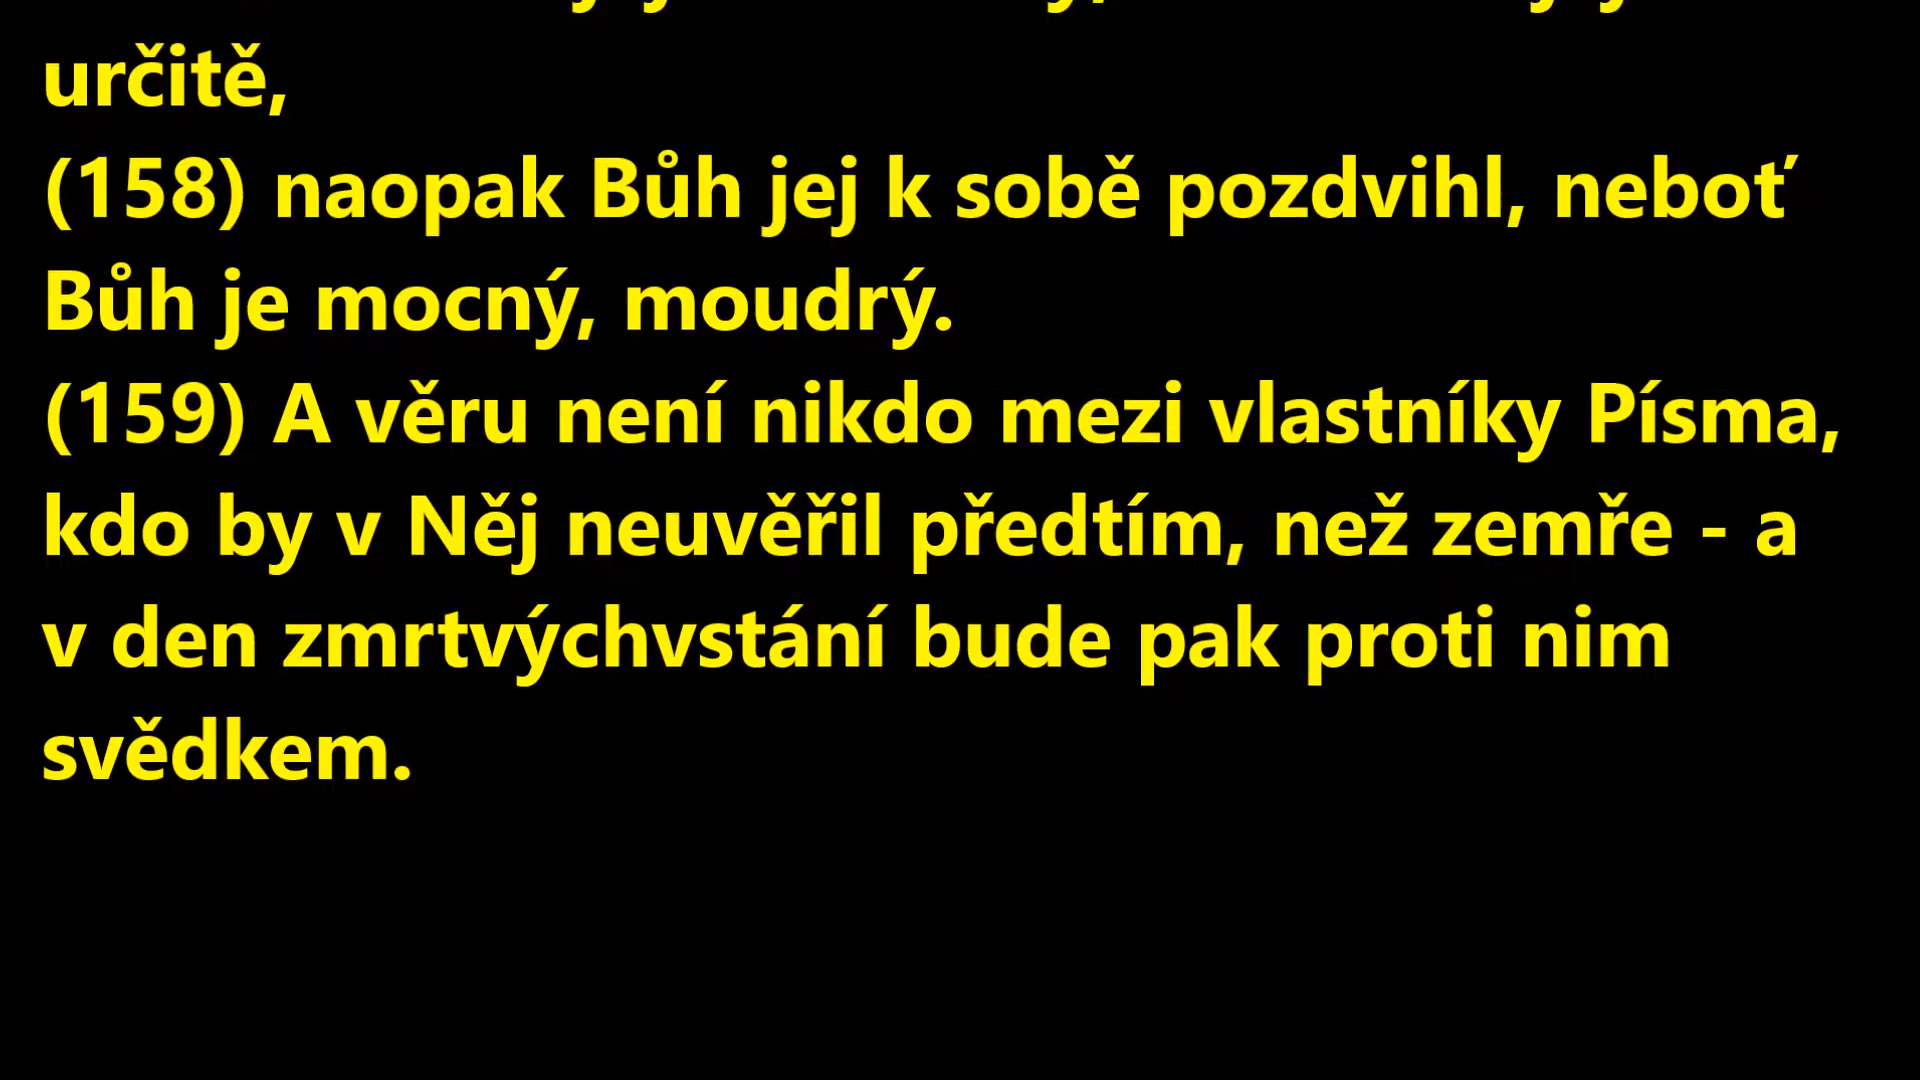 určitě,
(158) naopak Bůh jej k sobě pozdvihl, neboť
Bůh je mocný, moudrý.
(159) A věru není nikdo mezi vlastníky Písma,
kdo by v Něj neuvěřil předtím, než zemře - a
v den zmrtvýchvstání bude pak proti nim
svědkem.